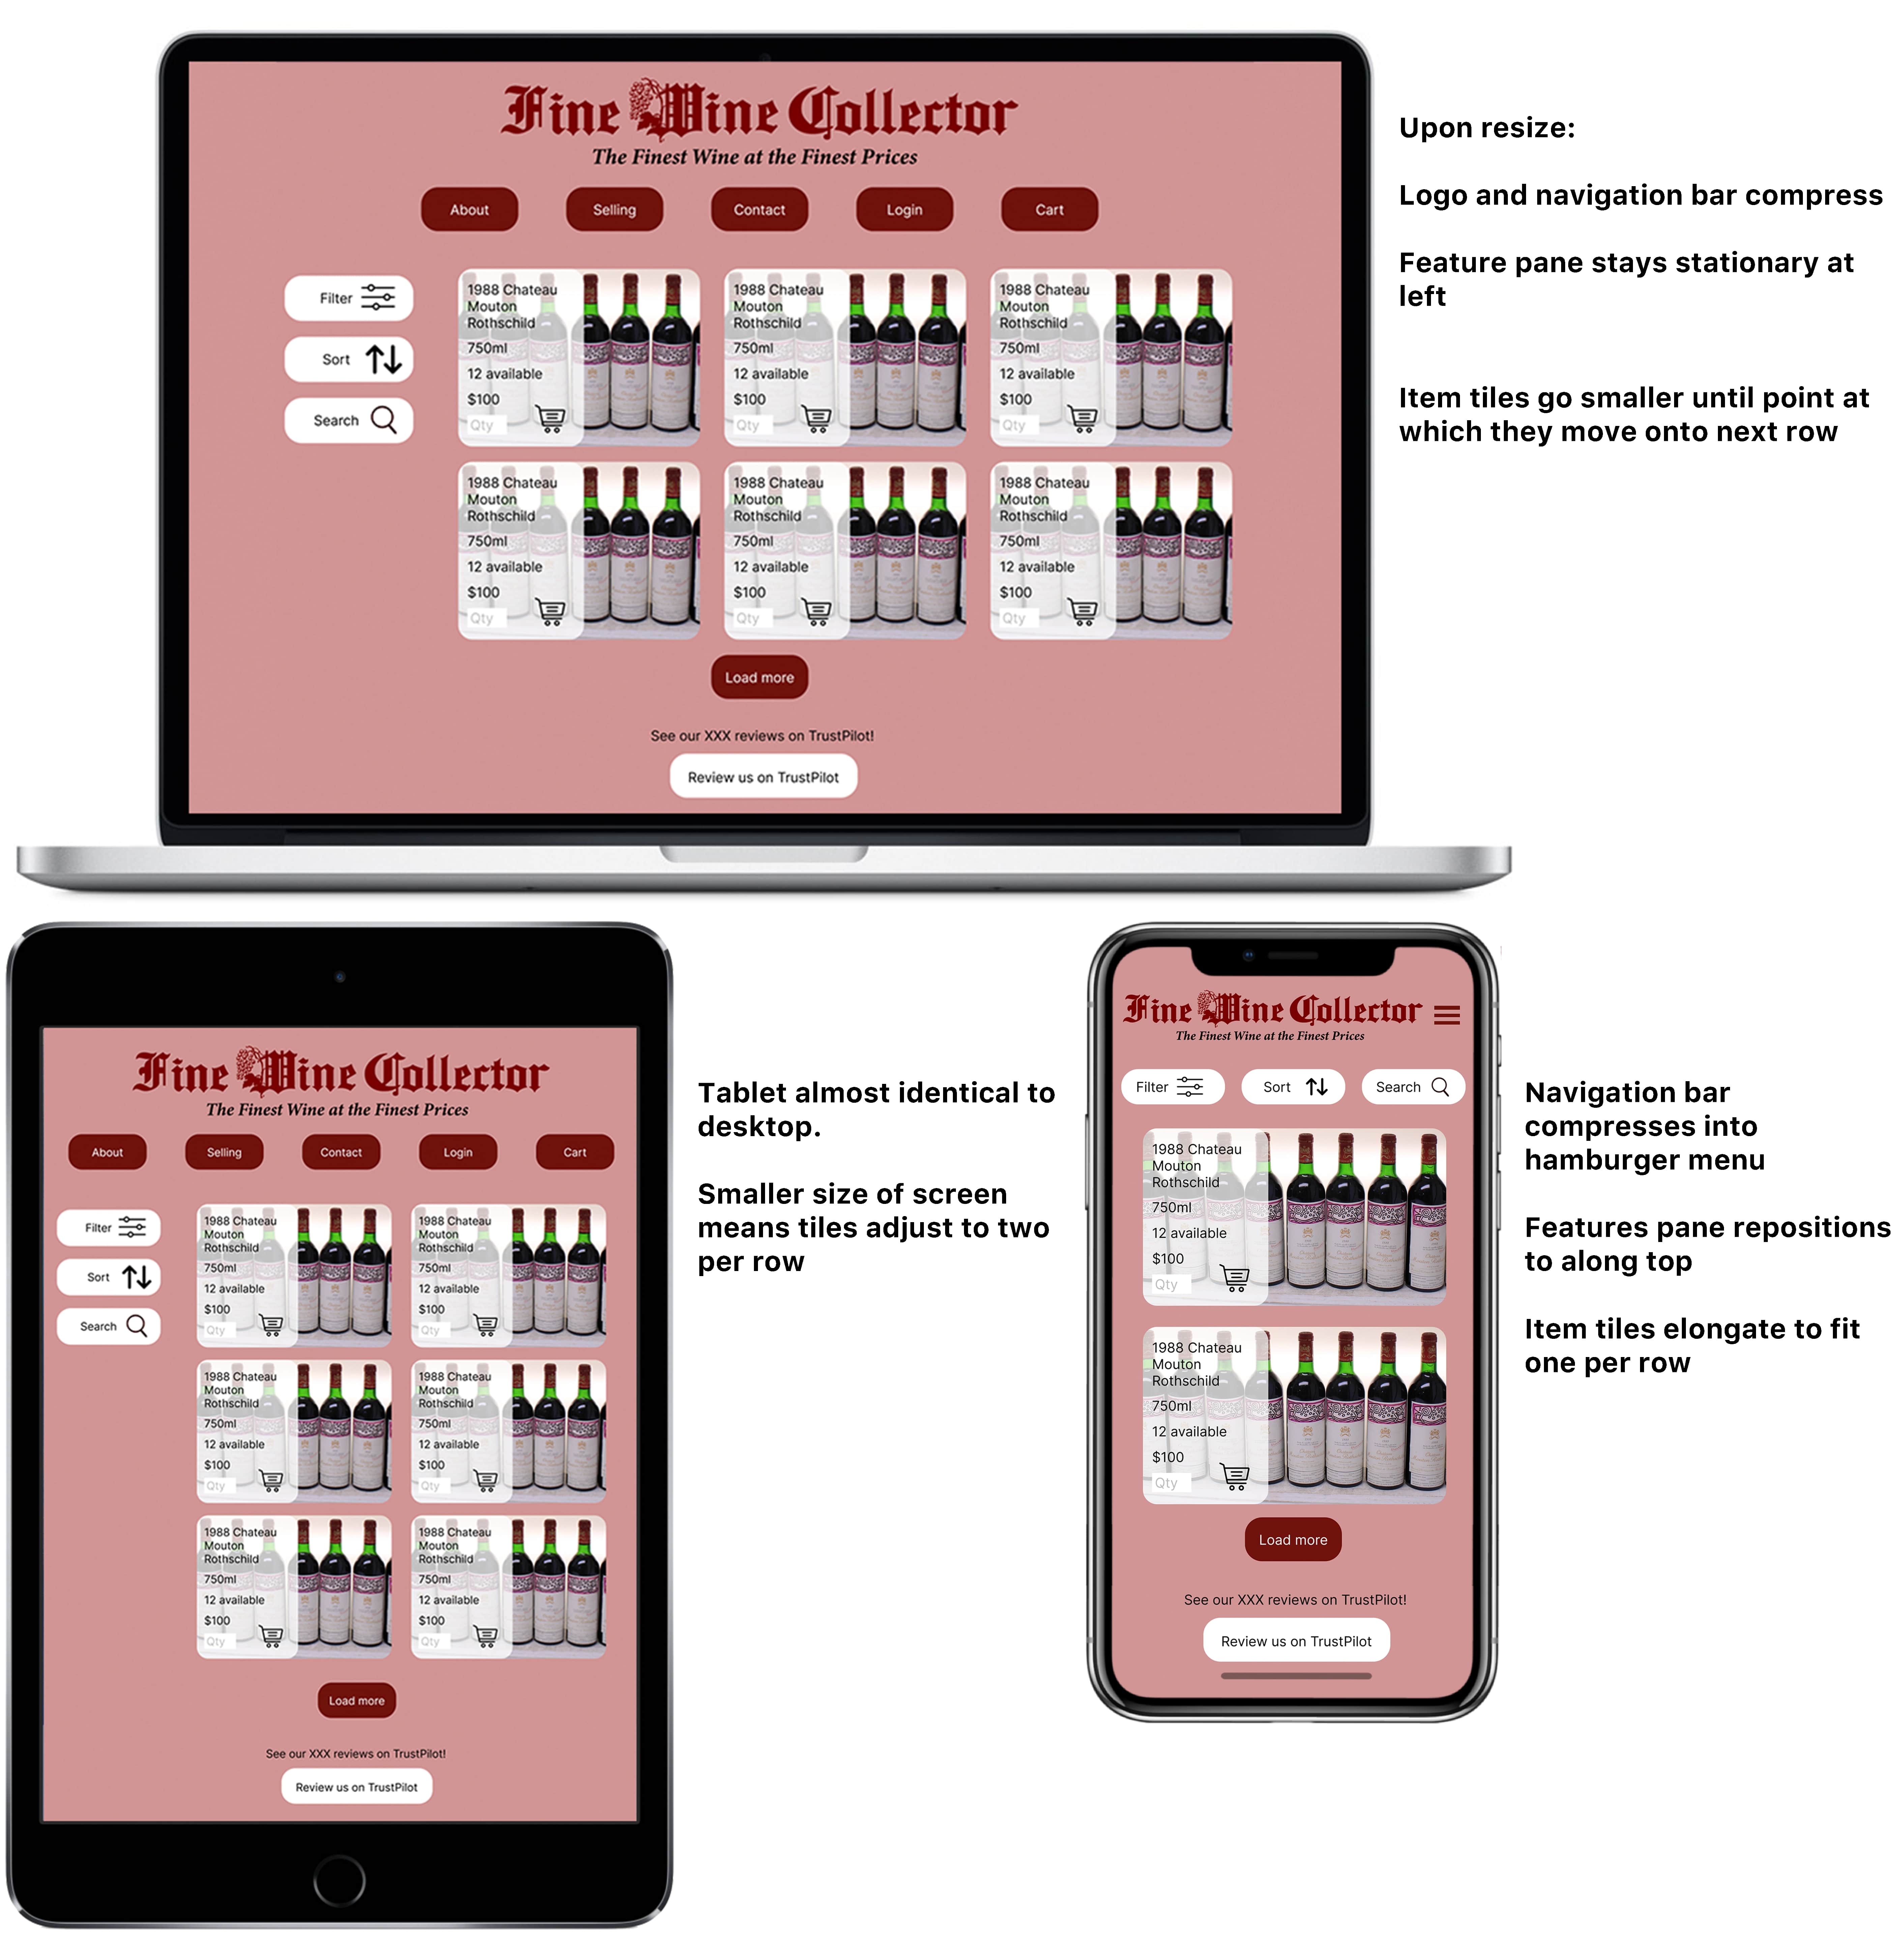 Fine Wine Collector
The Finest Wine at the Finest Prices
About
Selling
Contact
Login
Cart
Filter
Sort
Search
1988 Chateau
Mouton
Rothschild
750ml
12 available
$100
Qty
1988 Chateau
Mouton
Rothschild
750ml
12 available
$100
Qty
1988 Chateau
Mouton
Rothschild
750ml
12 available
$100
Qty
1988 Chateau
Mouton
Rothschild
750ml
12 available
$100
Qty
1988 Chateau
Mouton
Rothschild
750ml
12 available
$100
Qty
1988 Chateau
Mouton
Rothschild
750ml
12 available
$100
Qty
Load more
See our XXX reviews on TrustPilot!
Review us on TrustPilot
Upon resize:
Logo and navigation bar compress
Feature pane stays stationary at
left
Item tiles go smaller until point at
which they move onto next row
Fine Wine Collector
The Finest Wine at the Finest Prices
About
Selling
Contact
Login
Cart
Filter
Sort
Search
1988 Chateau
Mouton
Rothschild
750ml
12 available
$100
Qty
1988 Chateau
Mouton
Rothschild
750ml
12 available
$100
Qty
1988 Chateau
Mouton
Rothschild
750ml
12 available
$100
Qty
1988 Chateau
Mouton
Rothschild
750ml
12 available
$100
Qty
1988 Chateau
Mouton
Rothschild
750ml
12 available
$100
Qty
1988 Chateau
Mouton
Rothschild
750ml
12 available
$100
Qty
Load more
See our XXX reviews on TrustPilot!
Review us on TrustPilot
Tablet almost identical to
desktop.
Smaller size of screen
means tiles adjust to two
per row
Fine Wine Collector
The Finest Wine at the Finest Prices
Filter
Sort
Search
1988 Chateau
Mouton
Rothschild
750ml
12 available
$100
Qty
1988 Chateau
Mouton
Rothschild
750ml
12 available
$100
Qty
Load more
See our XXX reviews on TrustPilot!
Review us on TrustPilot
Navigation bar
compresses into
hamburger menu
Features pane repositions
to along top
Item tiles elongate to fit
one per row